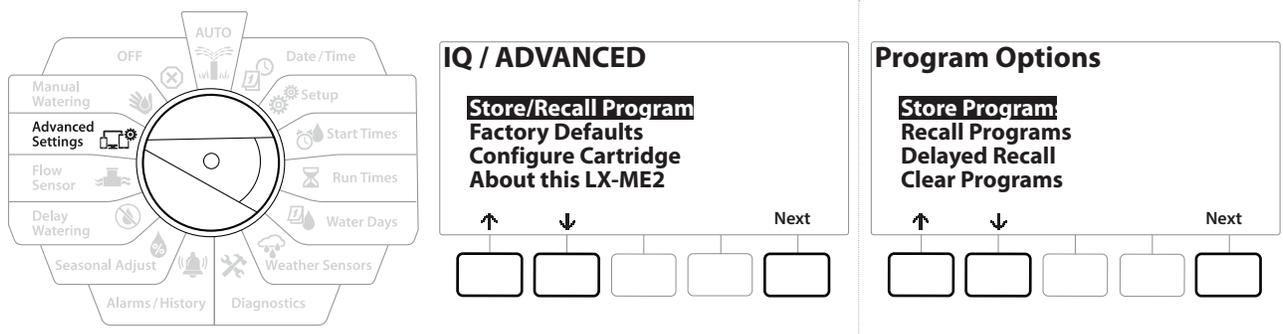 AUTO
OFF
Date/Time
Manual
Watering
Setup
Advanced
Settings
Start Times
Flow
Sensor
Run Times
Delay
Watering
Water Days
Seasonal Adjust
Weather Sensors
Alarms/History
Diagnostics
IQ / ADVANCED
Store/Recall Program
Factory Defaults
Configure Cartridge
About this LX-ME2
Next
Program Options
Store Programs
Recall Programs
Delayed Recall
Clear Programs
Next